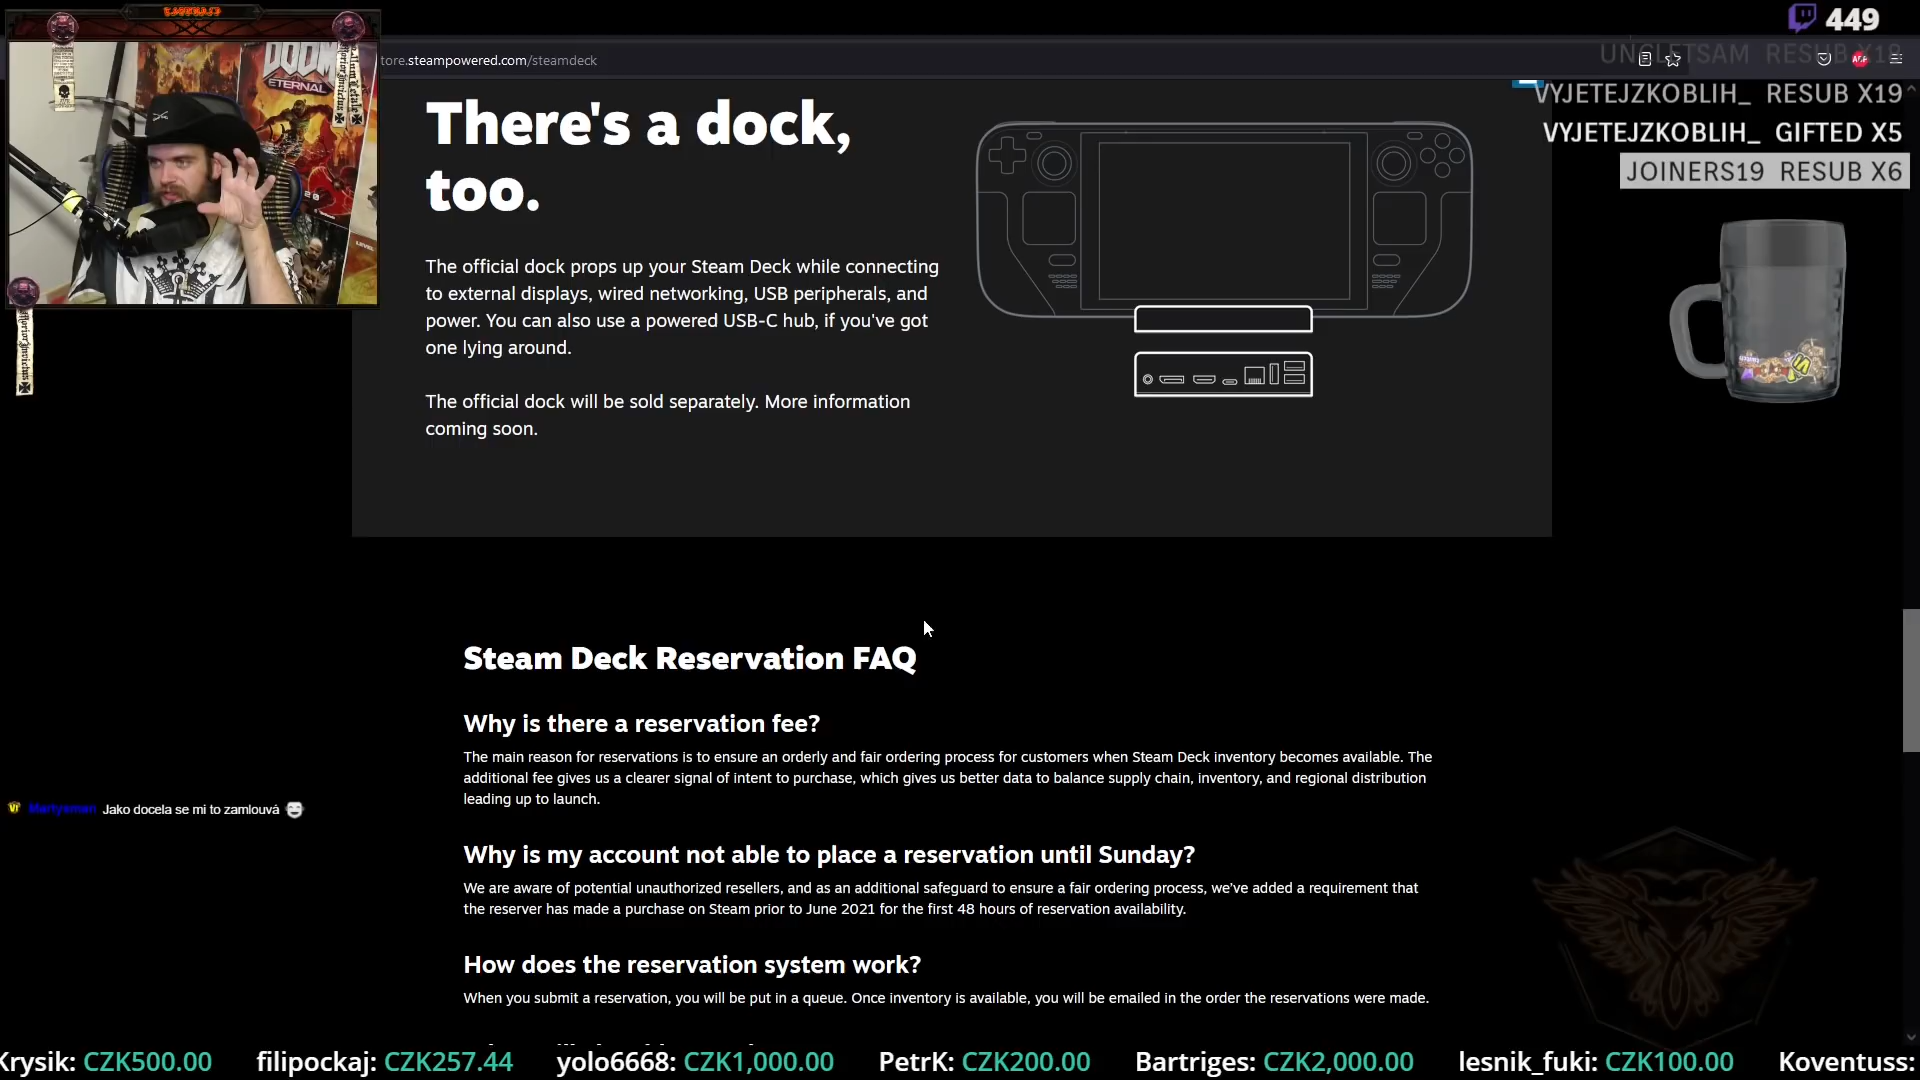 449
DOOM
ETERNAL
store.steampowered.com/steamdeck
UNCLETSAM RESUB X18
VYJETEJZKOBLIH_ RESUB X19
VYJETEJZKOBLIH_ GIFTED X5
JOINERS19 RESUB X6
There's a dock,
too.
The official dock props up your Steam Deck while connecting
to external displays, wired networking, USB peripherals, and
power. You can also use a powered USB-C hub, if you've got
one lying around.
The official dock will be sold separately. More information
coming soon.
Steam Deck Reservation FAQ
Why is there a reservation fee?
The main reason for reservations is to ensure an orderly and fair ordering process for customers when Steam Deck inventory becomes available. The
additional fee gives us a clearer signal of intent to purchase, which gives us better data to balance supply chain, inventory, and regional distribution
leading up to launch.
Martysman Jako docela se mi to zamlouvá
Why is my account not able to place a reservation until Sunday?
We are aware of potential unauthorized resellers, and as an additional safeguard to ensure a fair ordering process, we've added a requirement that
the reserver has made a purchase on Steam prior to June 2021 for the first 48 hours of reservation availability.
How does the reservation system work?
When you submit a reservation, you will be put in a queue. Once inventory is available, you will be emailed in the order the reservations were made.
Krysik: CZK500.00 filipockaj: CZK257.44 yolo6668: CZK1,000.00 PetrK: CZK200.00 Bartriges: CZK2,000.00 lesnik_fuki: CZK100.00 Koventuss: